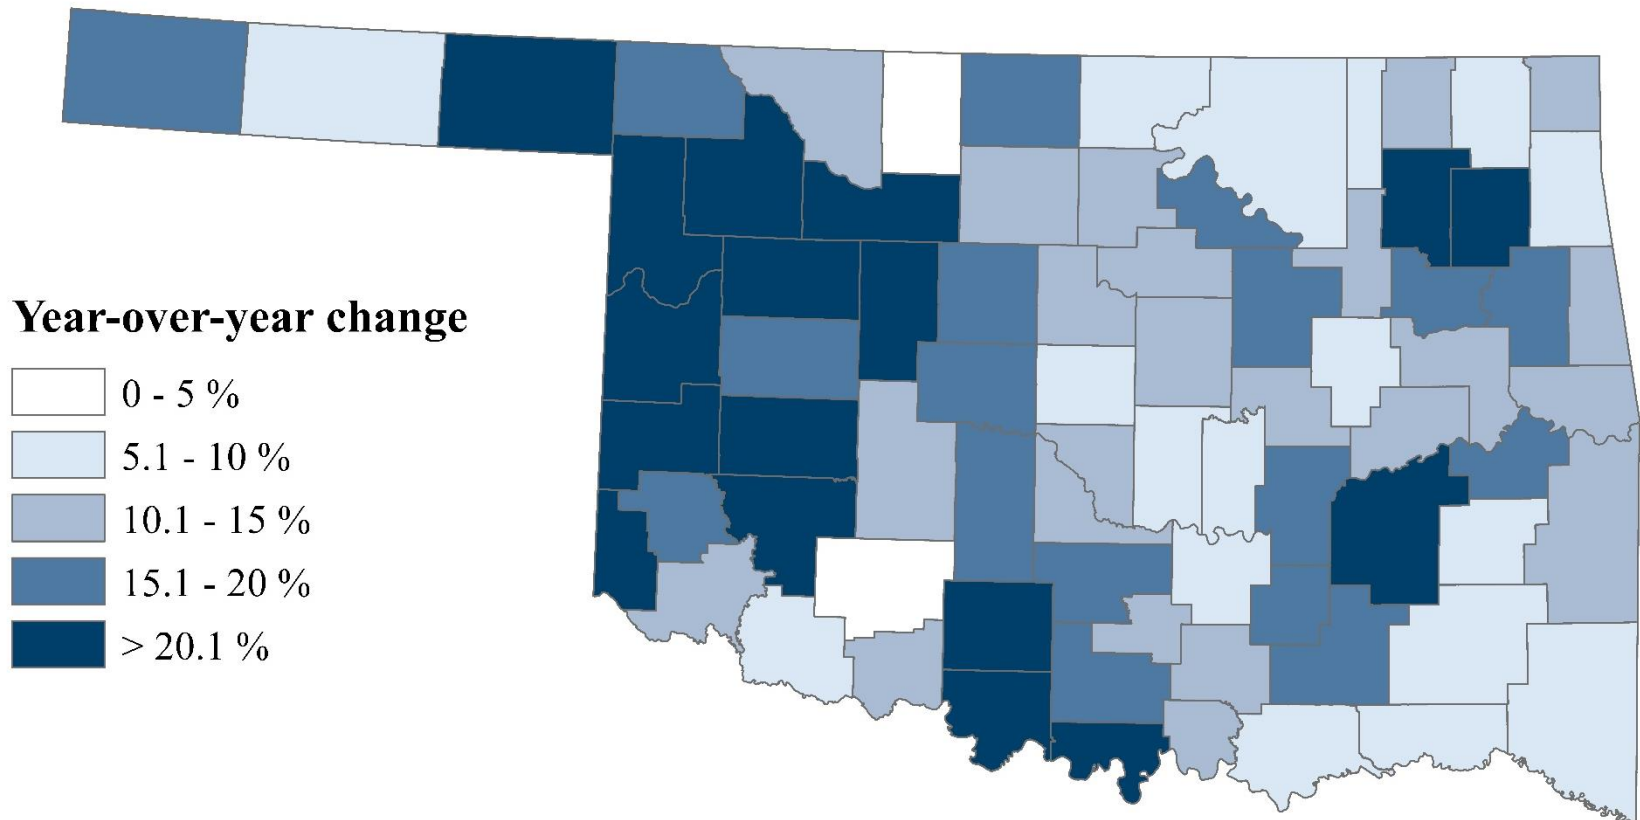 Year-over-year change
0 - 5 %
5.1 - 10 %
10.1 - 15 %
15.1 - 20 %
> 20.1 %